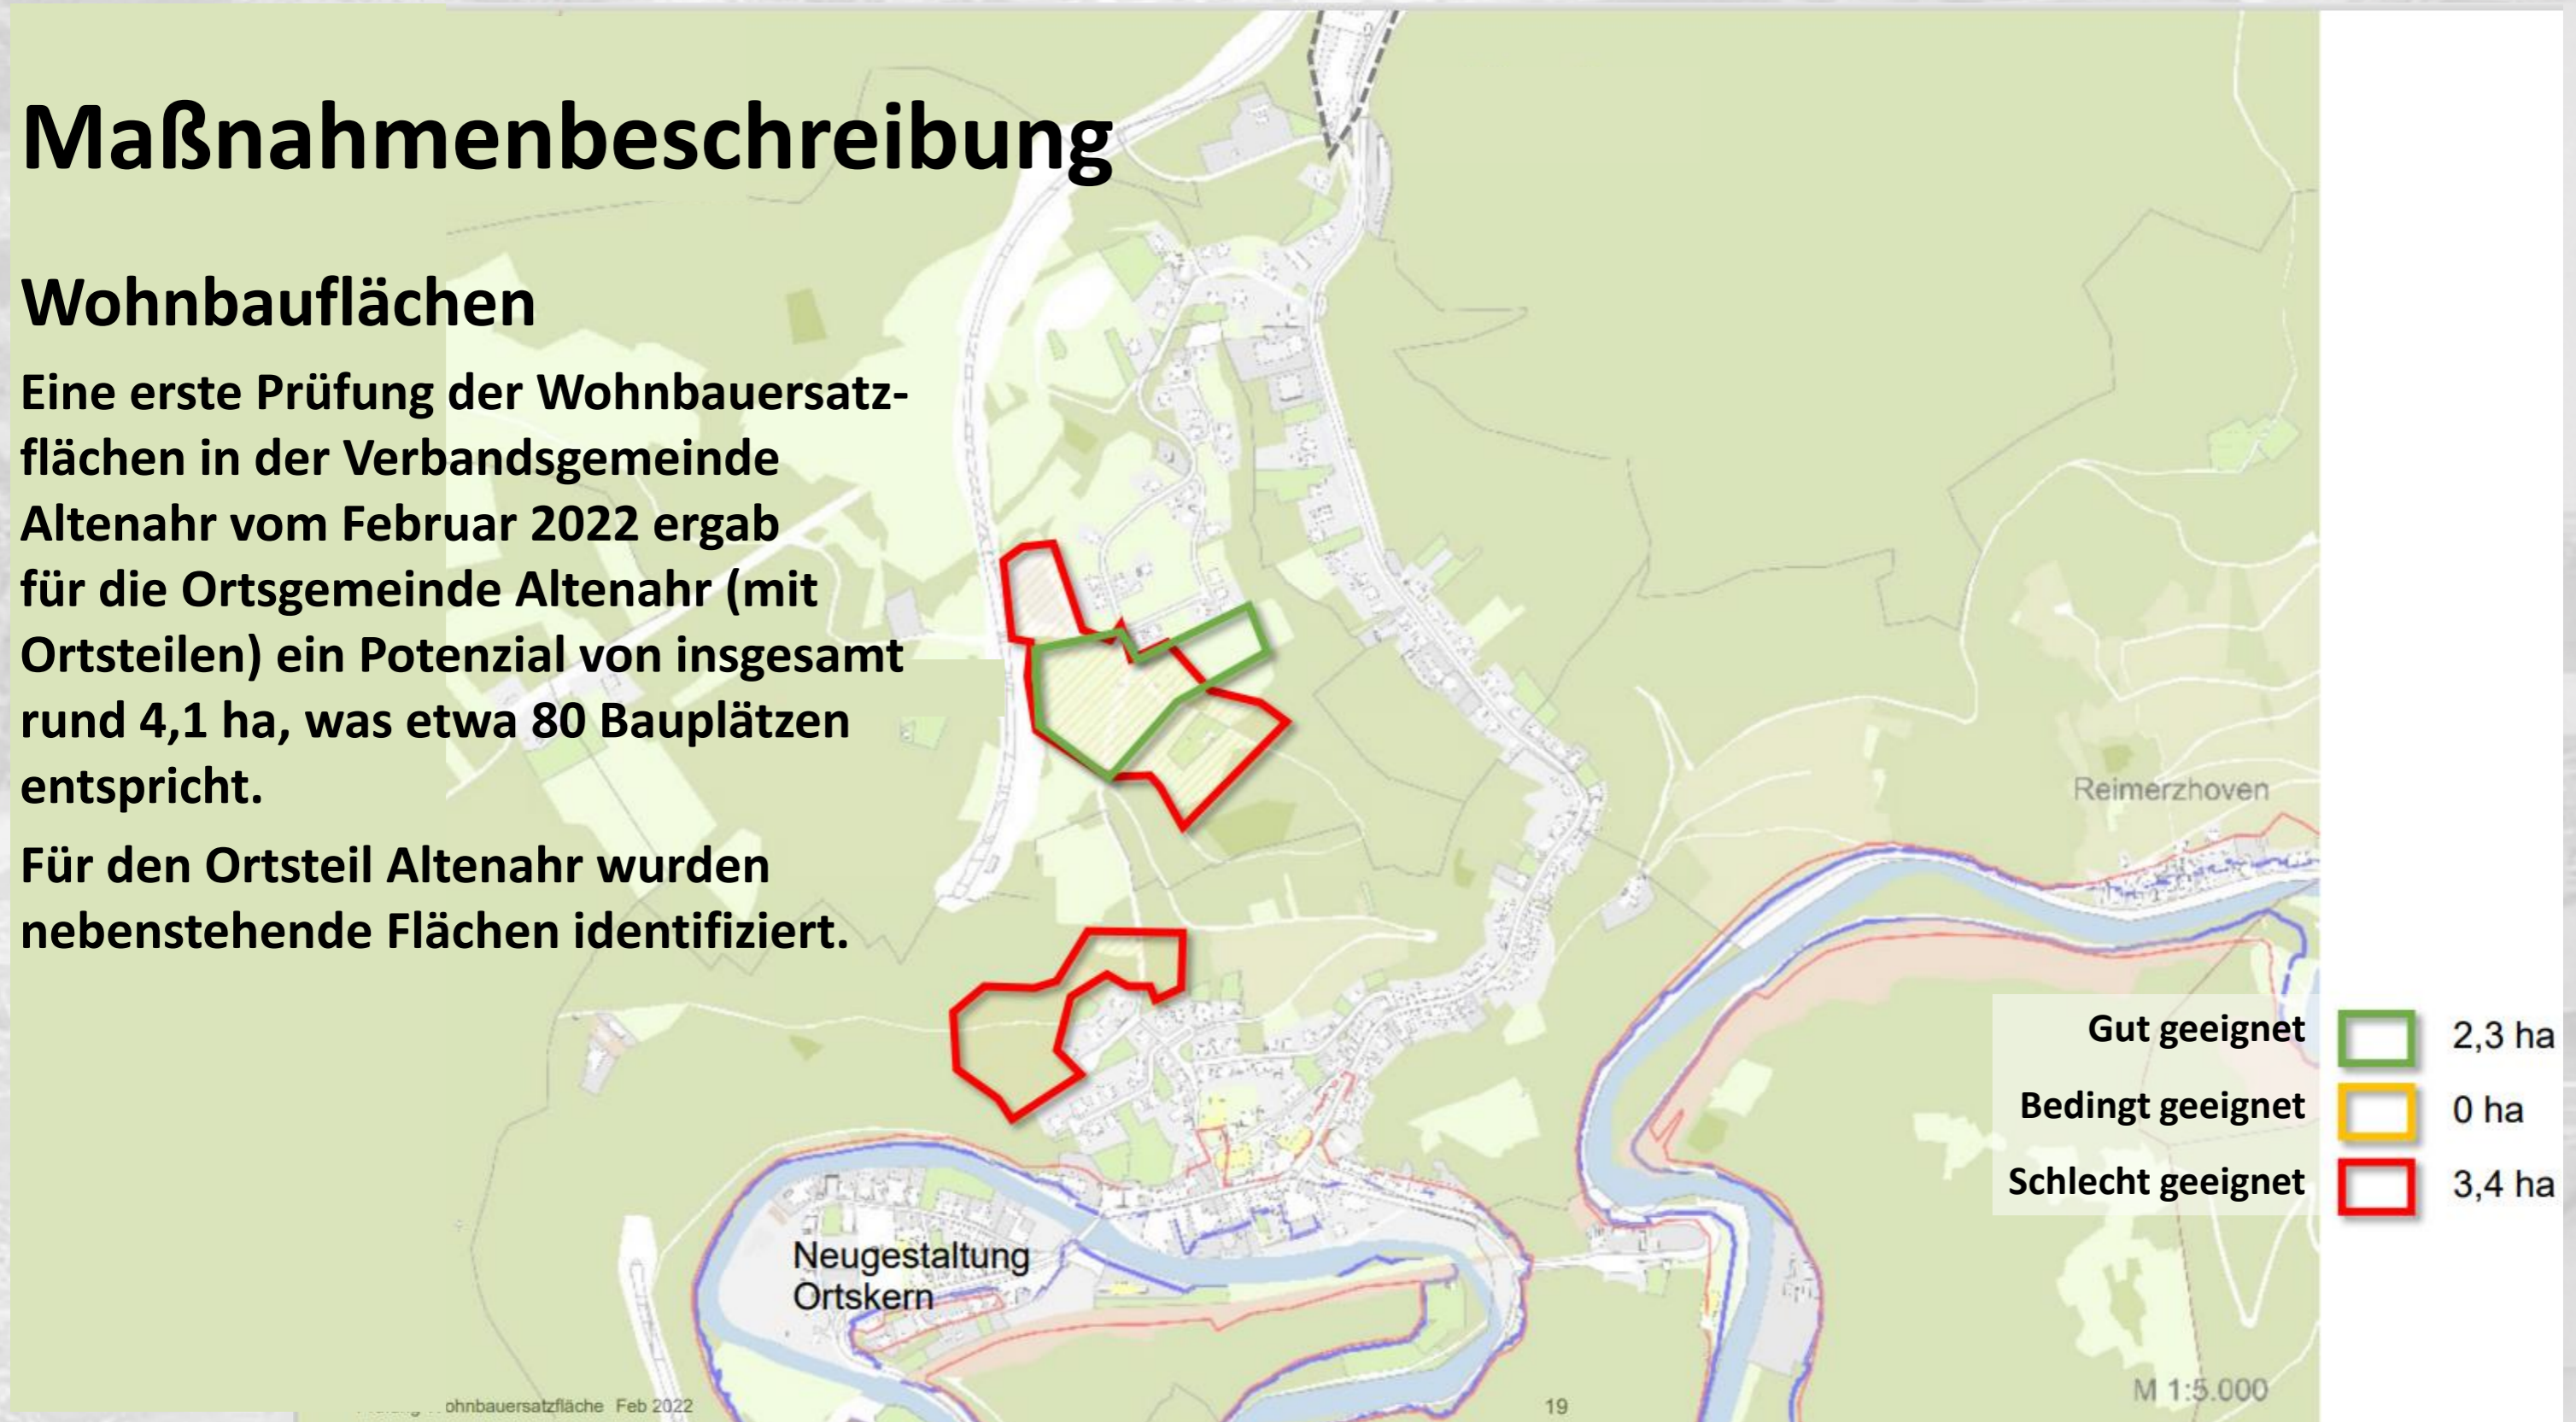 Maßnahmenbeschreibung
Wohnbauflächen
Eine erste Prüfung der Wohnbauersatz-
flächen in der Verbandsgemeinde
Altenahr vom Februar 2022 ergab
für die Ortsgemeinde Altenahr (mit
Ortsteilen) ein Potenzial von insgesamt
rund 4,1 ha, was etwa 80 Bauplätzen
entspricht.
Für den Ortsteil Altenahr wurden
nebenstehende Flächen identifiziert.
Reimerzhoven
Gut geeignet 2,3 ha
Bedingt geeignet 0 ha
Schlecht geeignet 3,4 ha
Neugestaltung
Ortskern
M 1:5.000
ohnbauersatzfläche Feb 2022
19